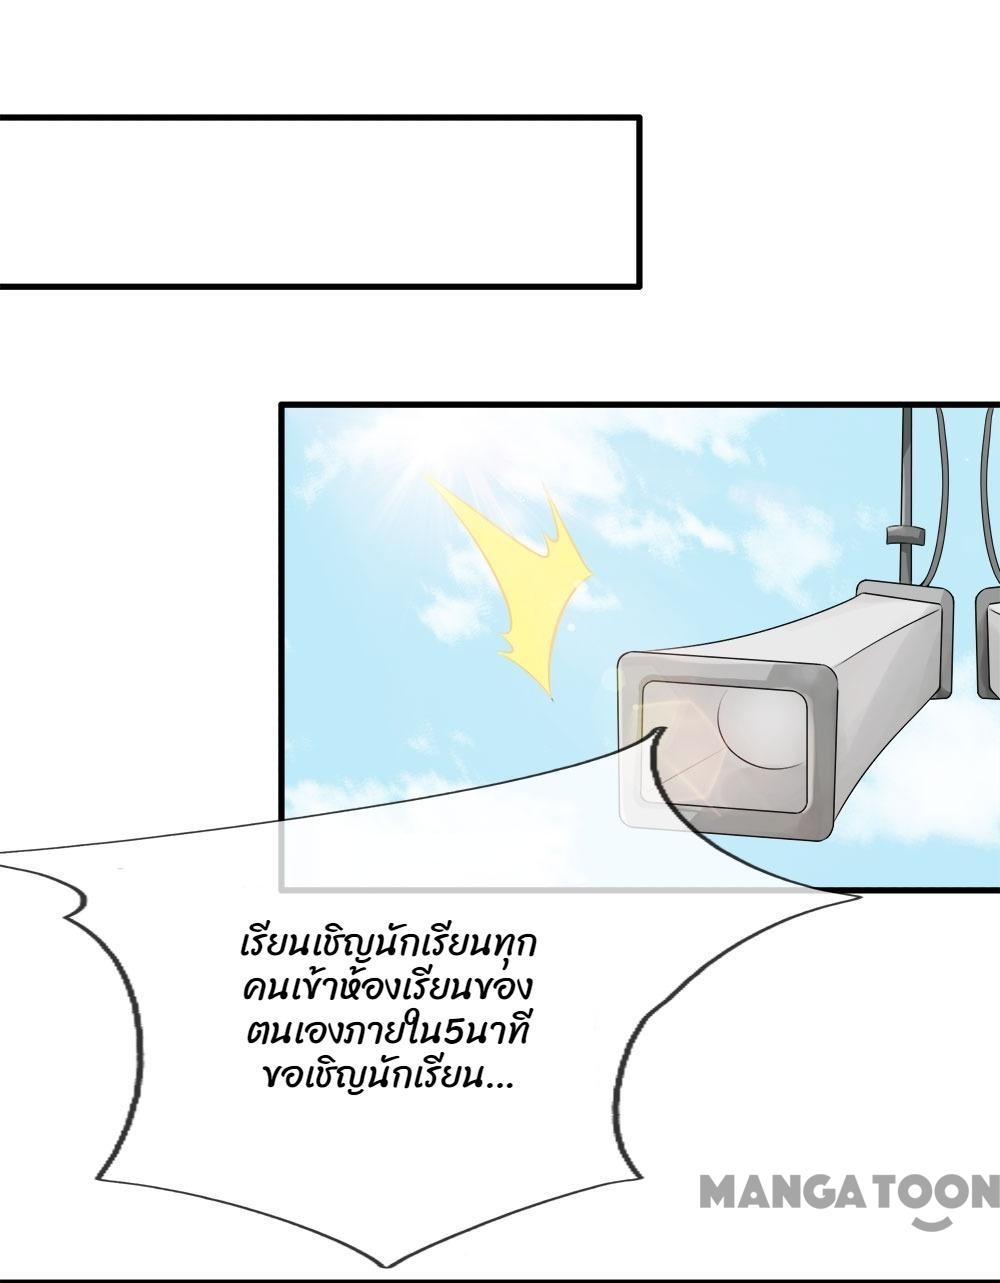 เรียนเชิญนักเรียนทุก
คนเข้าห้องเรียนของ
ตนเองภายใน5นาที
ขอเชิญนักเรียน...
MANGATOON